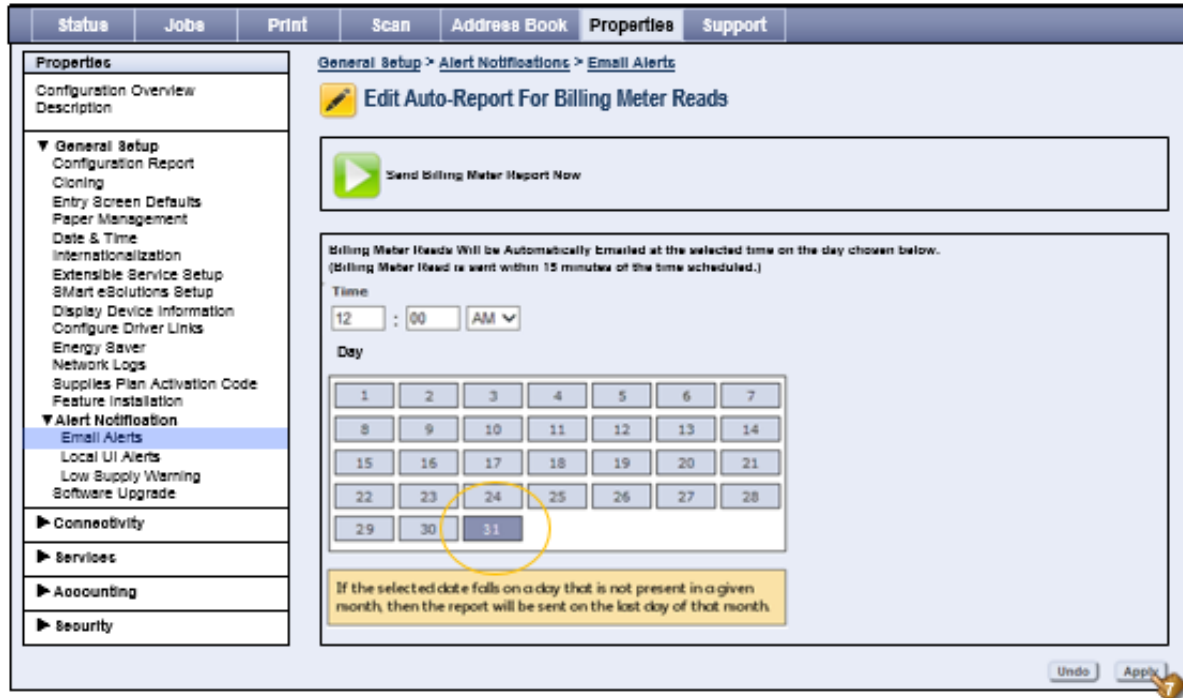 Status Jobs Print Scan Address Book Properties Support
Properties
Configuration Overview
Description
▼ General Setup
Configuration Report
Cloning
Entry Screen Defaults
Paper Management
Date & Time
Internationalization
Extensible Service Setup
SMart eSolutions Setup
Display Device Information
Configure Driver Links
Energy Saver
Network Logs
Supplies Plan Activation Code
Feature Installation
▼Alert Notification
Email Alerts
Local UI Alerts
Low Supply Warning
Software Upgrade
▶ Connectivity
▶ Services
▶ Accounting
▶ Security
General Setup > Alert Notifications > Email Alerts
Edit Auto-Report For Billing Meter Reads
Send Billing Meter Report Now
Billing Meter Reads Will be Automatically Emailed at the selected time on the day chosen below.
(Billing Meter Read is sent within 15 minutes of the time scheduled.)
Time
12 : 00 AM
Day
1 2 3 4 5 6 7
8 9 10 11 12 13 14
15 16 17 18 19 20 21
22 23 24 25 26 27 28
29 30 31
If the selected date falls on a day that is not present in a given
month, then the report will be sent on the last day of that month.
Undo Apply
7